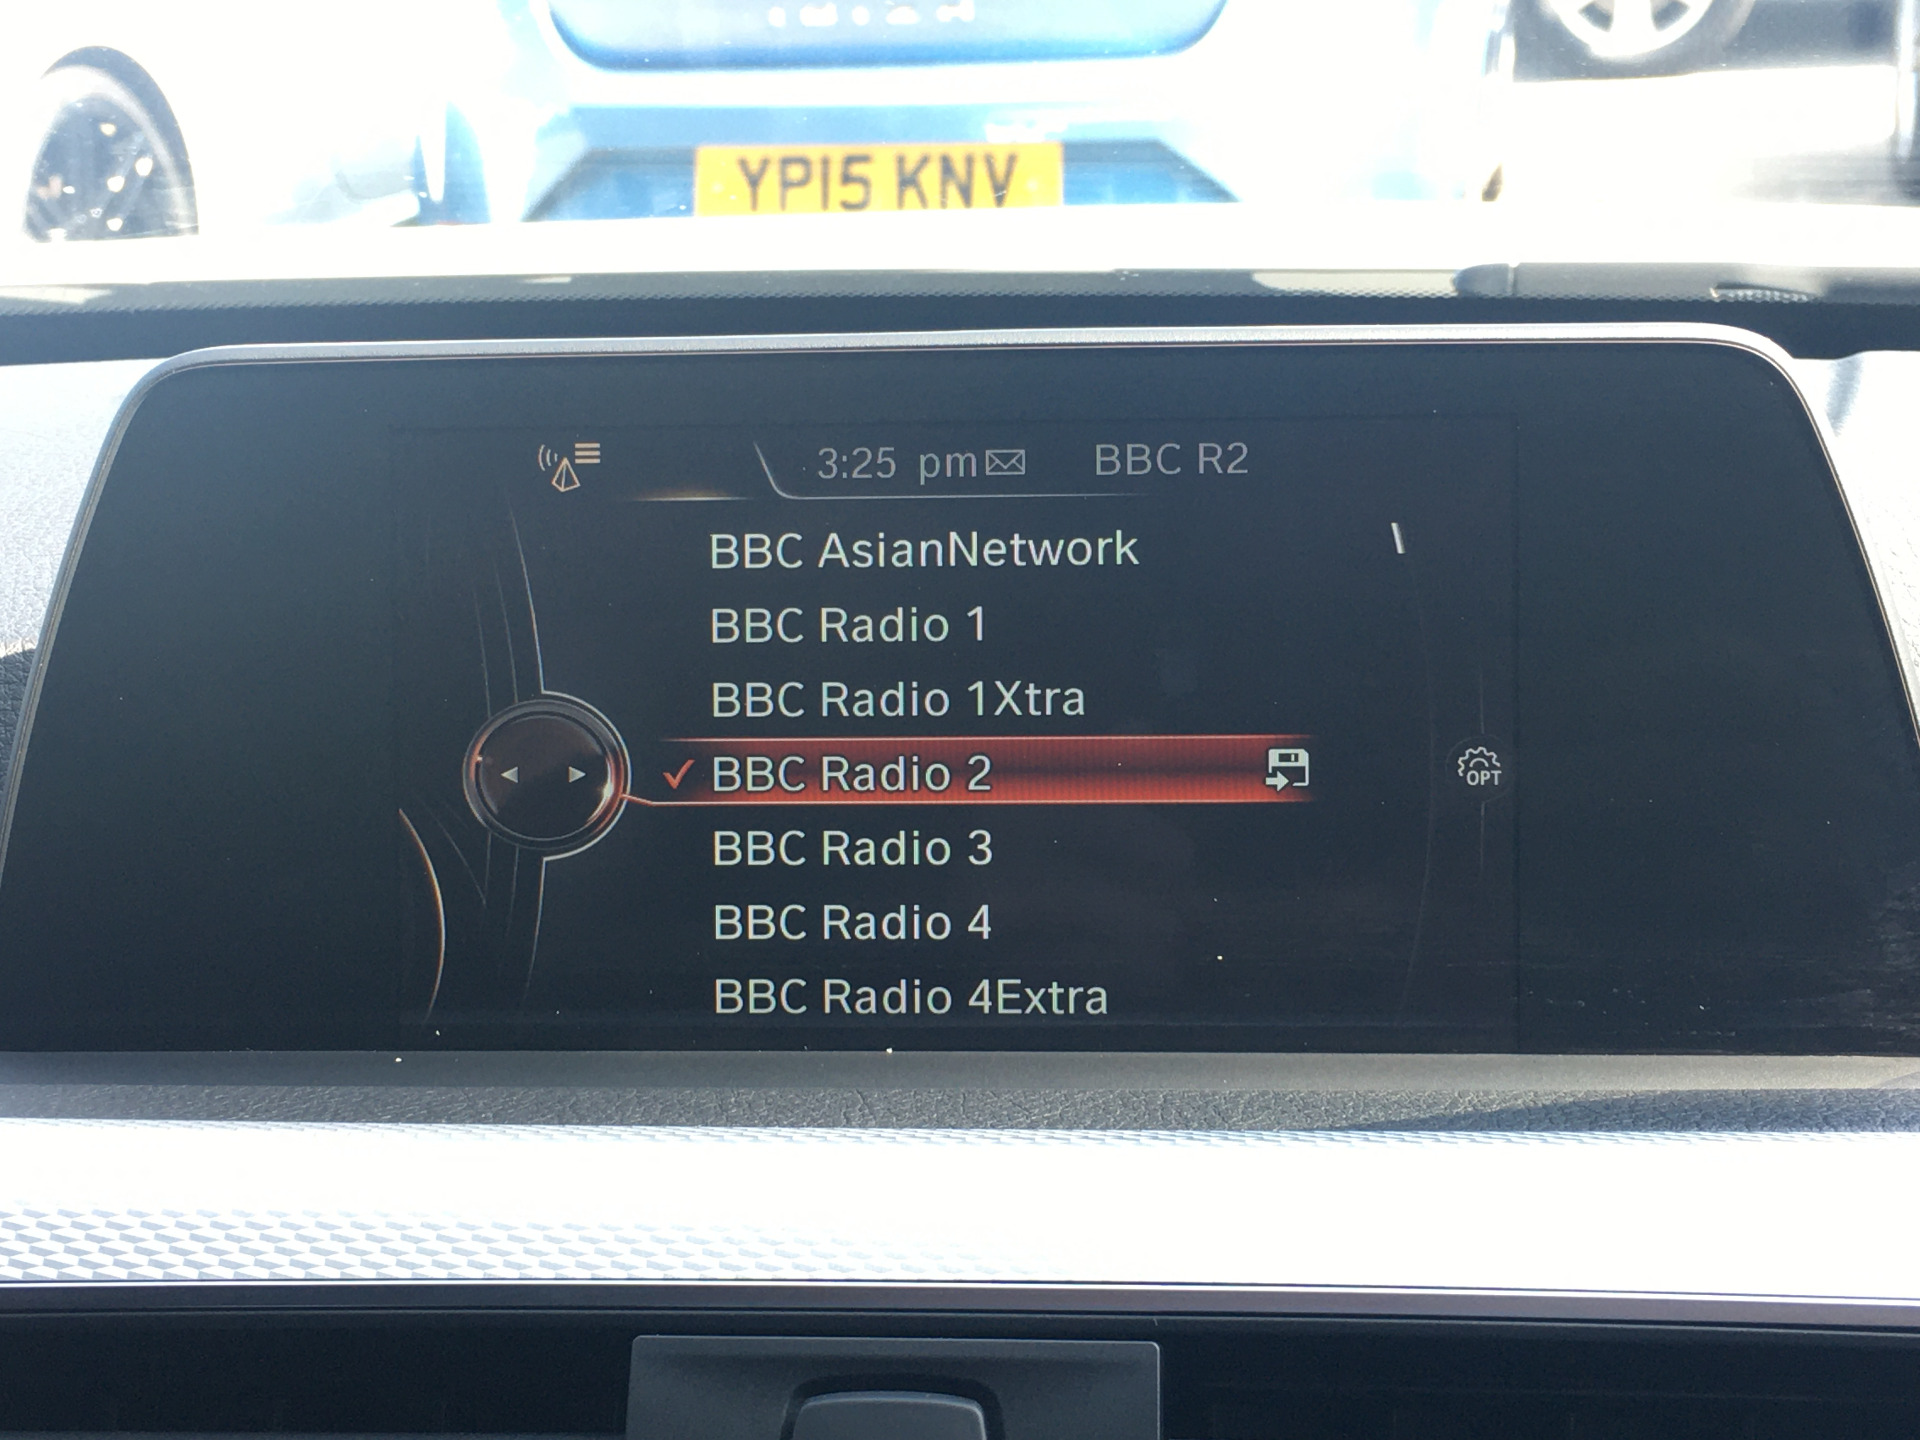 YP15 KNV
3:25 pm BBC R2
BBC AsianNetwork
BBC Radio 1
BBC Radio 1Xtra
BBC Radio 2
OPT
BBC Radio 3
BBC Radio 4
BBC Radio 4Extra